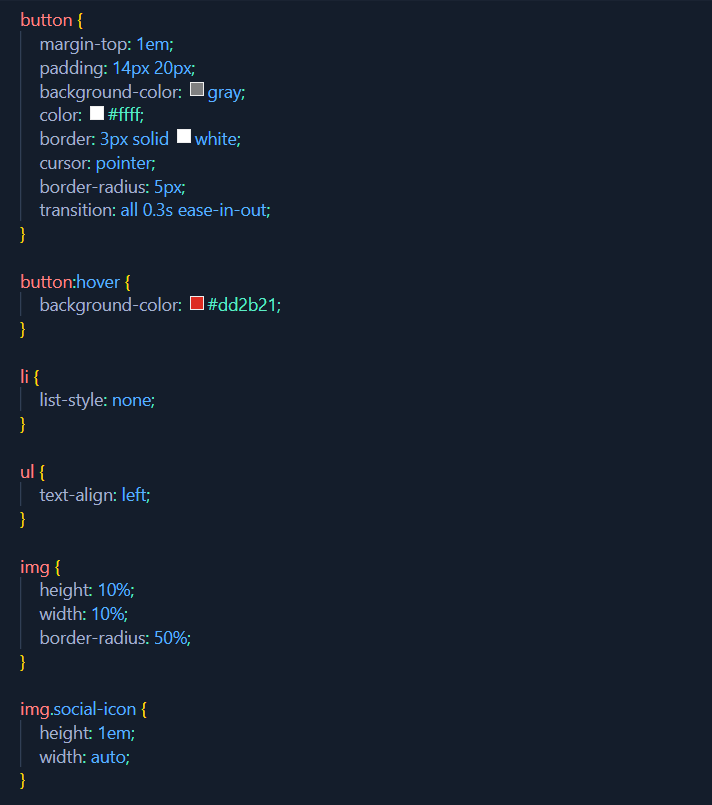 button {
margin-top: 1em;
padding: 14px 20px;
background-color: gray;
color: #ffff;
border: 3px solid white;
cursor: pointer;
border-radius: 5px;
transition: all 0.3s ease-in-out;
}
button:hover {
background-color: #dd2b21;
}
li {
list-style: none;
}
ul {
text-align: left;
}
img {
height: 10%;
width: 10%;
border-radius: 50%;
}
img.social-icon {
height: 1em;
width: auto;
}